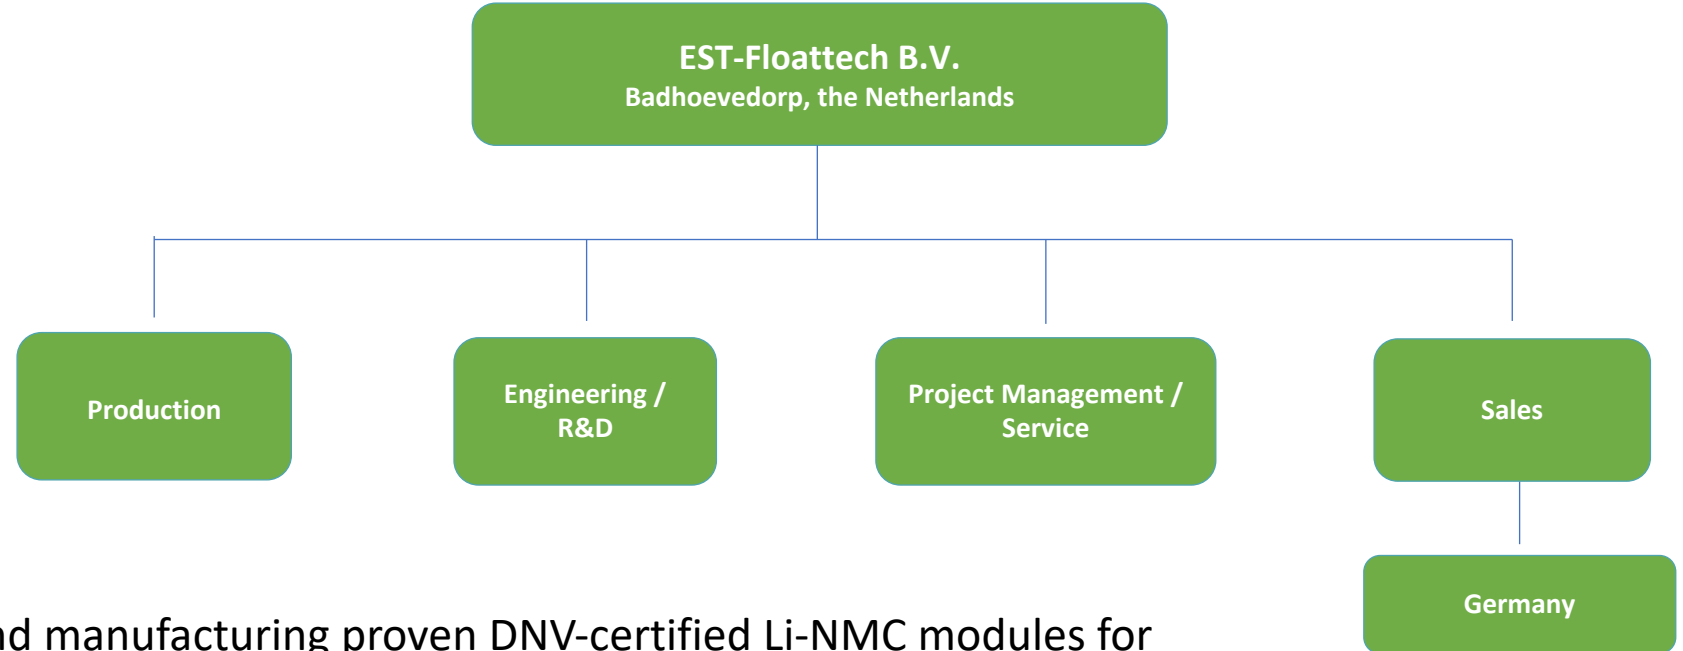 EST-Floattech B.V.
Badhoevedorp, the Netherlands
Production
Engineering /
R&D
Project Management /
Service
Sales
Germany
nd manufacturing proven DNV-certified Li-NMC modules for